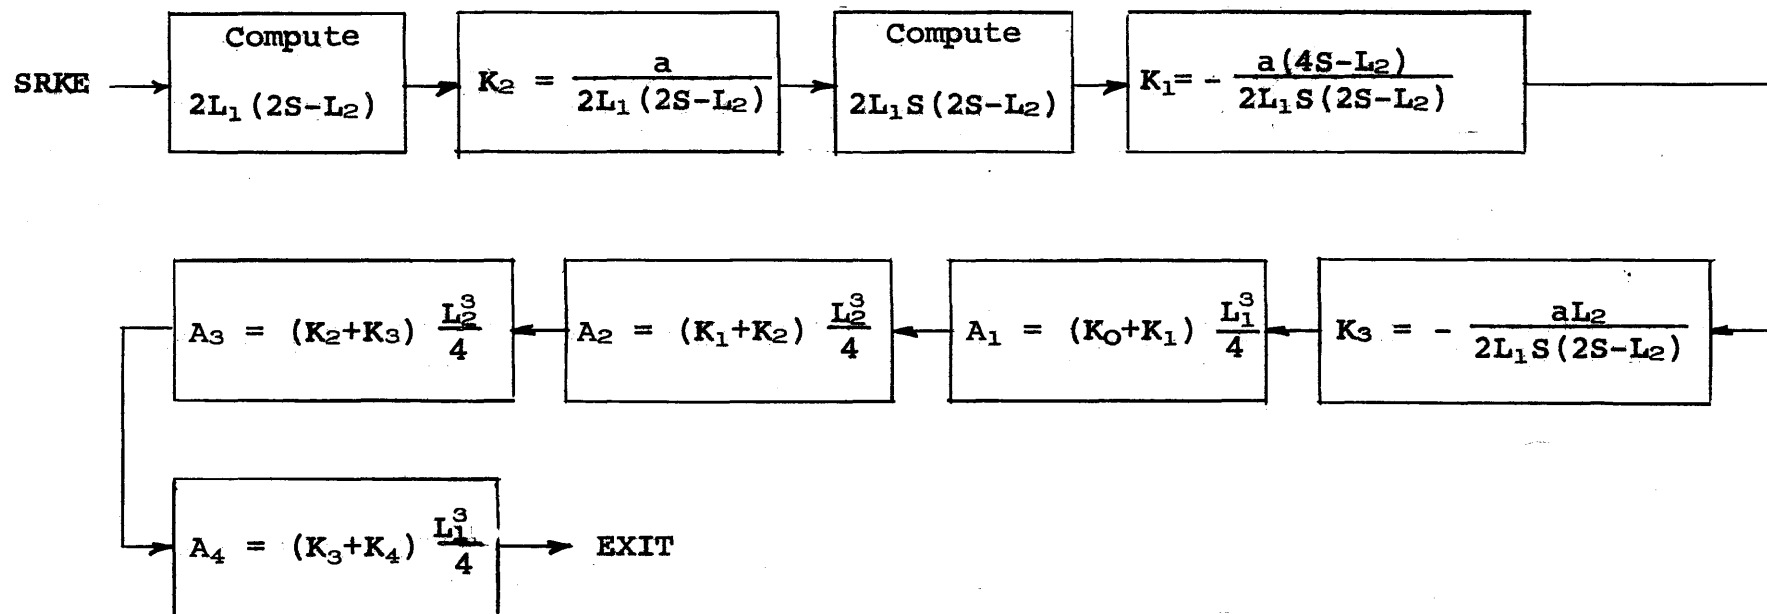 SRKE
Compute
2L₁(2S-L₂)
K₂ = a / 2L₁(2S-L₂)
Compute
2L₁S(2S-L₂)
K₁= - a(4S-L₂) / 2L₁S(2S-L₂)
K₃ = - aL₂ / 2L₁S(2S-L₂)
A₁ = (K₀+K₁) L₁³/4
A₂ = (K₁+K₂) L₂³/4
A₃ = (K₂+K₃) L₂³/4
A₄ = (K₃+K₄) L₁³/4
EXIT